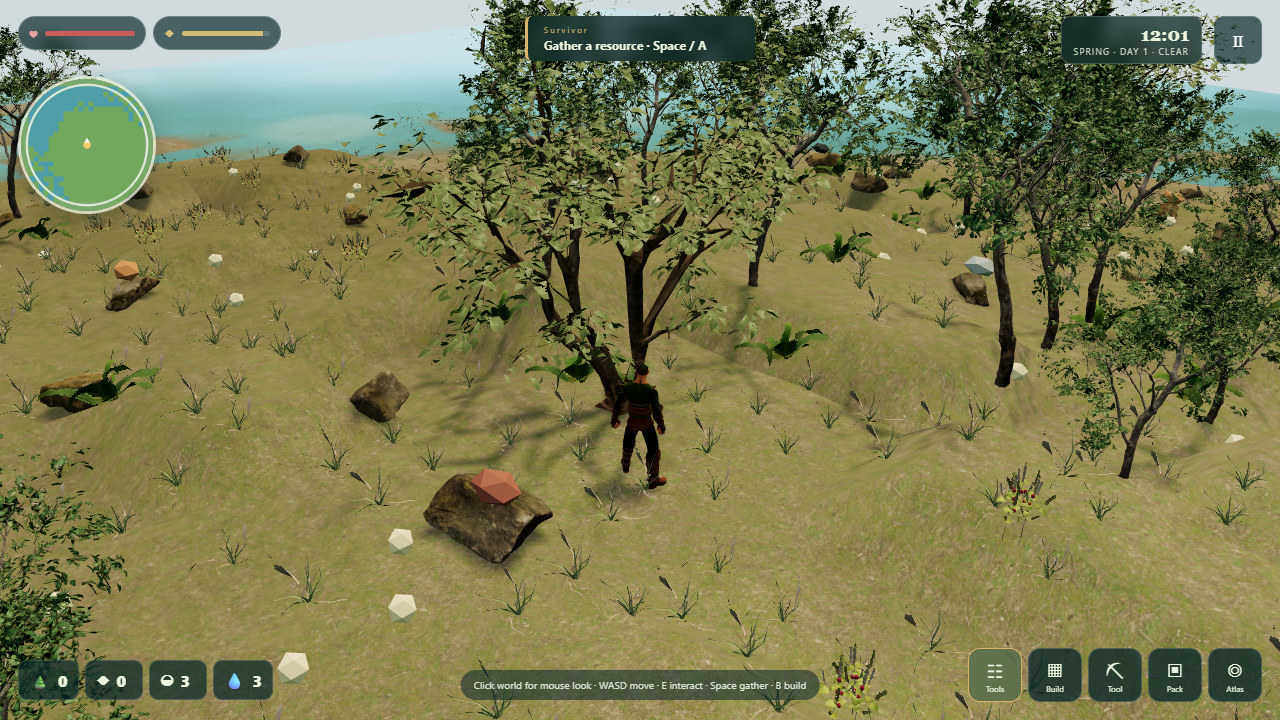 Survivor
Gather a resource · Space / A
12:01
SPRING · DAY 1 · CLEAR
II
0
0
3
3
Click world for mouse look · WASD move · E interact · Space gather · B build
Tools
Build
Tool
Pack
Atlas